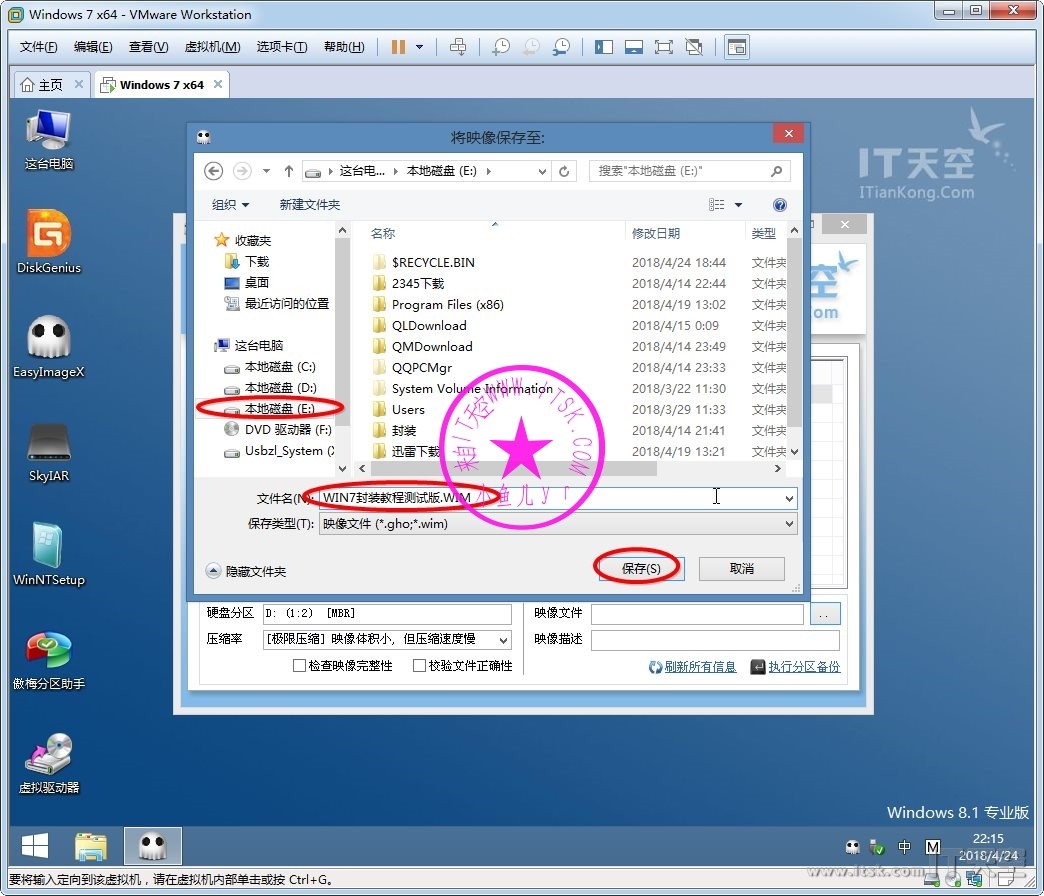 Windows 7 x64 - VMware Workstation
文件(F) 编辑(E) 查看(V) 虚拟机(M) 选项卡(T) 帮助(H)
主页 Windows 7 x64
这台电脑
DiskGenius
EasyImageX
SkyIAR
WinNTSetup
傲梅分区助手
虚拟驱动器
IT天空
ITianKong.Com
将映像保存至:
这台电... 本地磁盘 (E:) 搜索"本地磁盘 (E:)"
组织 新建文件夹
收藏夹
下载
桌面
最近访问的位置
这台电脑
本地磁盘 (C:)
本地磁盘 (D:)
本地磁盘 (E:)
DVD 驱动器 (F:)
Usbzl_System (
名称 修改日期 类型
$RECYCLE.BIN 2018/4/24 18:44 文件夹
2345下载 2018/4/14 22:44 文件夹
Program Files (x86) 2018/4/19 13:02 文件夹
QLDownload 2018/4/15 0:09 文件夹
QMDownload 2018/4/14 23:49 文件夹
QQPCMgr 2018/4/14 23:33 文件夹
System Volume Information 2018/3/22 11:30 文件夹
Users 2018/3/29 11:33 文件夹
封装 2018/4/14 21:41 文件夹
迅雷下载 2018/4/19 13:21 文件夹
来自IT天空WWW.ITSK.COM
小鱼儿yr
文件名(N): WIN7封装教程测试版.WIM
保存类型(T): 映像文件 (*.gho;*.wim)
隐藏文件夹 保存(S) 取消
空
om
硬盘分区 D: (1:2) [MBR] 映像文件 ..
压缩率 [极限压缩] 映像体积小, 但压缩速度慢 映像描述
检查映像完整性 校验文件正确性 刷新所有信息 执行分区备份
Windows 8.1 专业版
中 M 22:15
2018/4/24
IT天空
www.itsk.com
要将输入定向到该虚拟机，请在虚拟机内部单击或按 Ctrl+G。